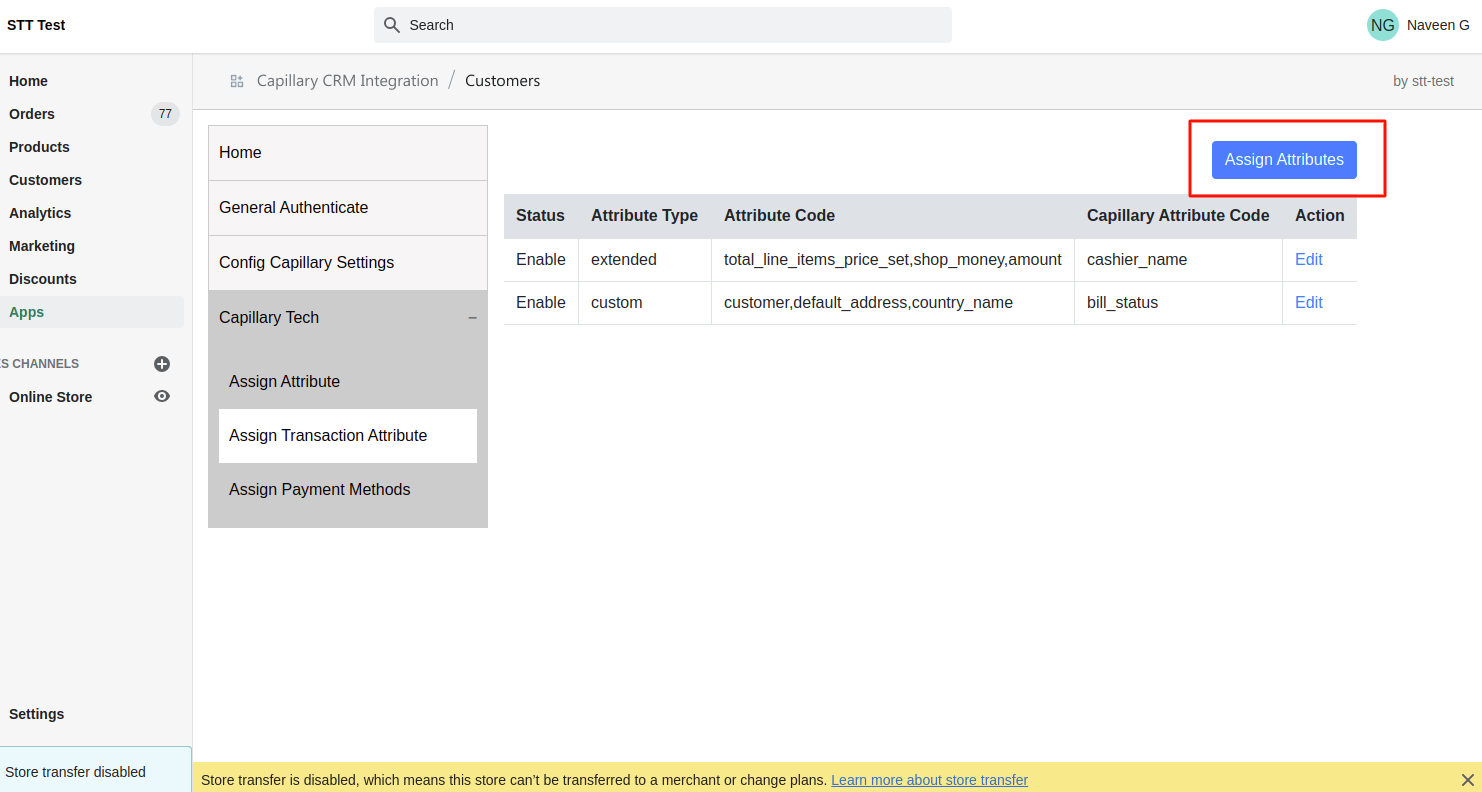 STT Test
Search
NG Naveen G
Home
Orders 77
Products
Customers
Analytics
Marketing
Discounts
Apps
S CHANNELS
Online Store
Settings
Store transfer disabled
Capillary CRM Integration / Customers
by stt-test
Home
General Authenticate
Config Capillary Settings
Capillary Tech −
Assign Attribute
Assign Transaction Attribute
Assign Payment Methods
Assign Attributes
Status Attribute Type Attribute Code Capillary Attribute Code Action
Enable extended total_line_items_price_set,shop_money,amount cashier_name Edit
Enable custom customer,default_address,country_name bill_status Edit
Store transfer is disabled, which means this store can’t be transferred to a merchant or change plans. Learn more about store transfer